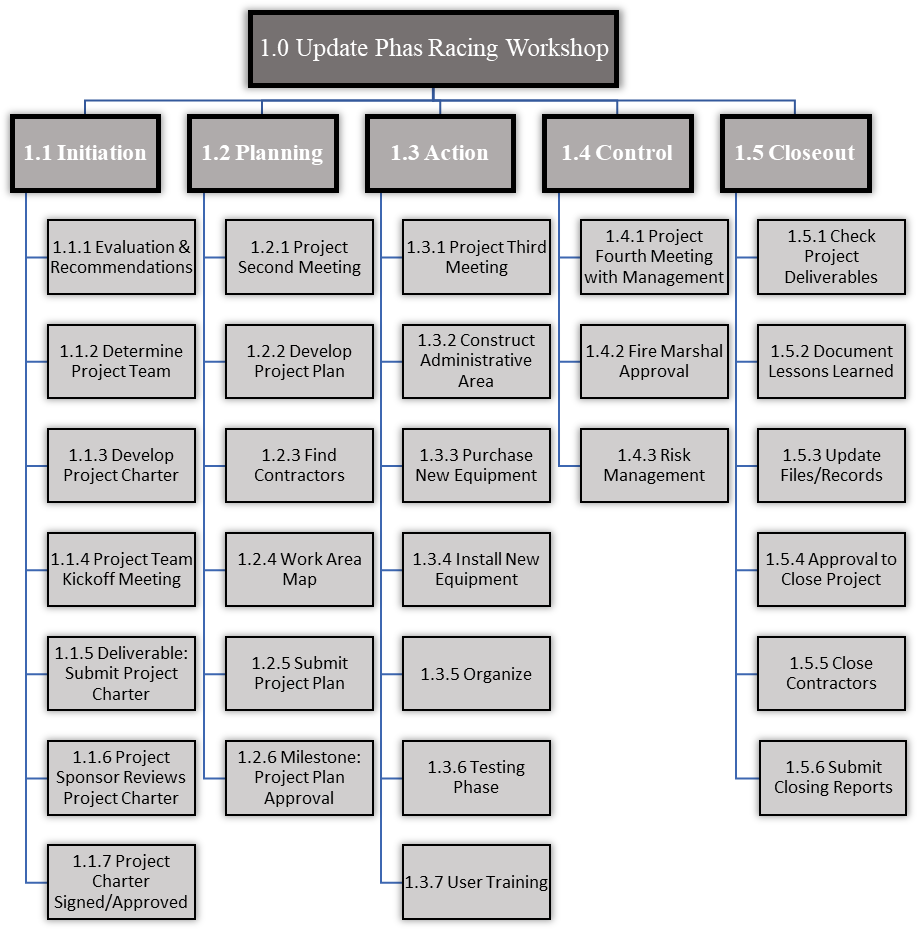 1.0 Update Phas Racing Workshop
1.1 Initiation
1.2 Planning
1.3 Action
1.4 Control
1.5 Closeout
1.1.1 Evaluation &
Recommendations
1.1.2 Determine
Project Team
1.1.3 Develop
Project Charter
1.1.4 Project Team
Kickoff Meeting
1.1.5 Deliverable:
Submit Project
Charter
1.1.6 Project
Sponsor Reviews
Project Charter
1.1.7 Project
Charter
Signed/Approved
1.2.1 Project
Second Meeting
1.2.2 Develop
Project Plan
1.2.3 Find
Contractors
1.2.4 Work Area
Map
1.2.5 Submit
Project Plan
1.2.6 Milestone:
Project Plan
Approval
1.3.1 Project Third
Meeting
1.3.2 Construct
Administrative
Area
1.3.3 Purchase
New Equipment
1.3.4 Install New
Equipment
1.3.5 Organize
1.3.6 Testing
Phase
1.3.7 User Training
1.4.1 Project
Fourth Meeting
with Management
1.4.2 Fire Marshal
Approval
1.4.3 Risk
Management
1.5.1 Check
Project
Deliverables
1.5.2 Document
Lessons Learned
1.5.3 Update
Files/Records
1.5.4 Approval to
Close Project
1.5.5 Close
Contractors
1.5.6 Submit
Closing Reports